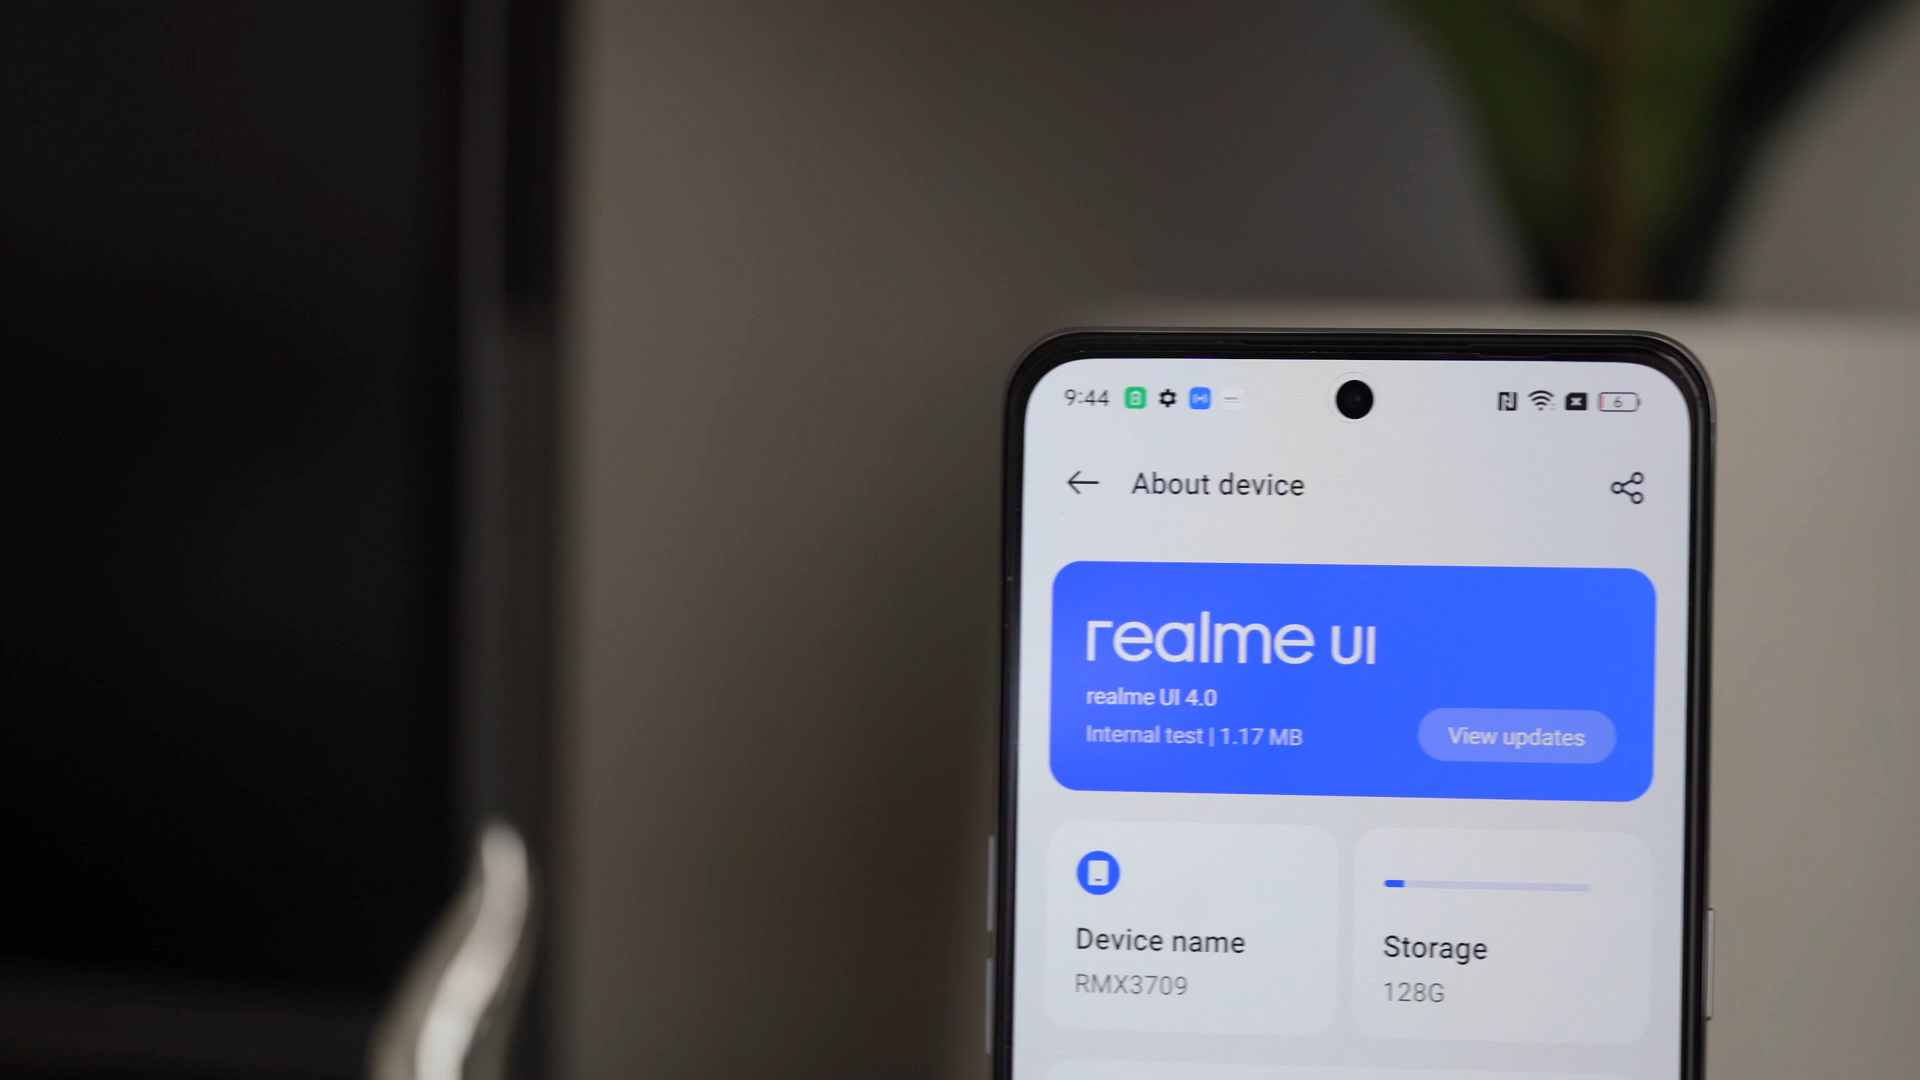 9:44
6
About device
realme UI
realme UI 4.0
Internal test | 1.17 MB
View updates
Device name
RMX3709
Storage
128G